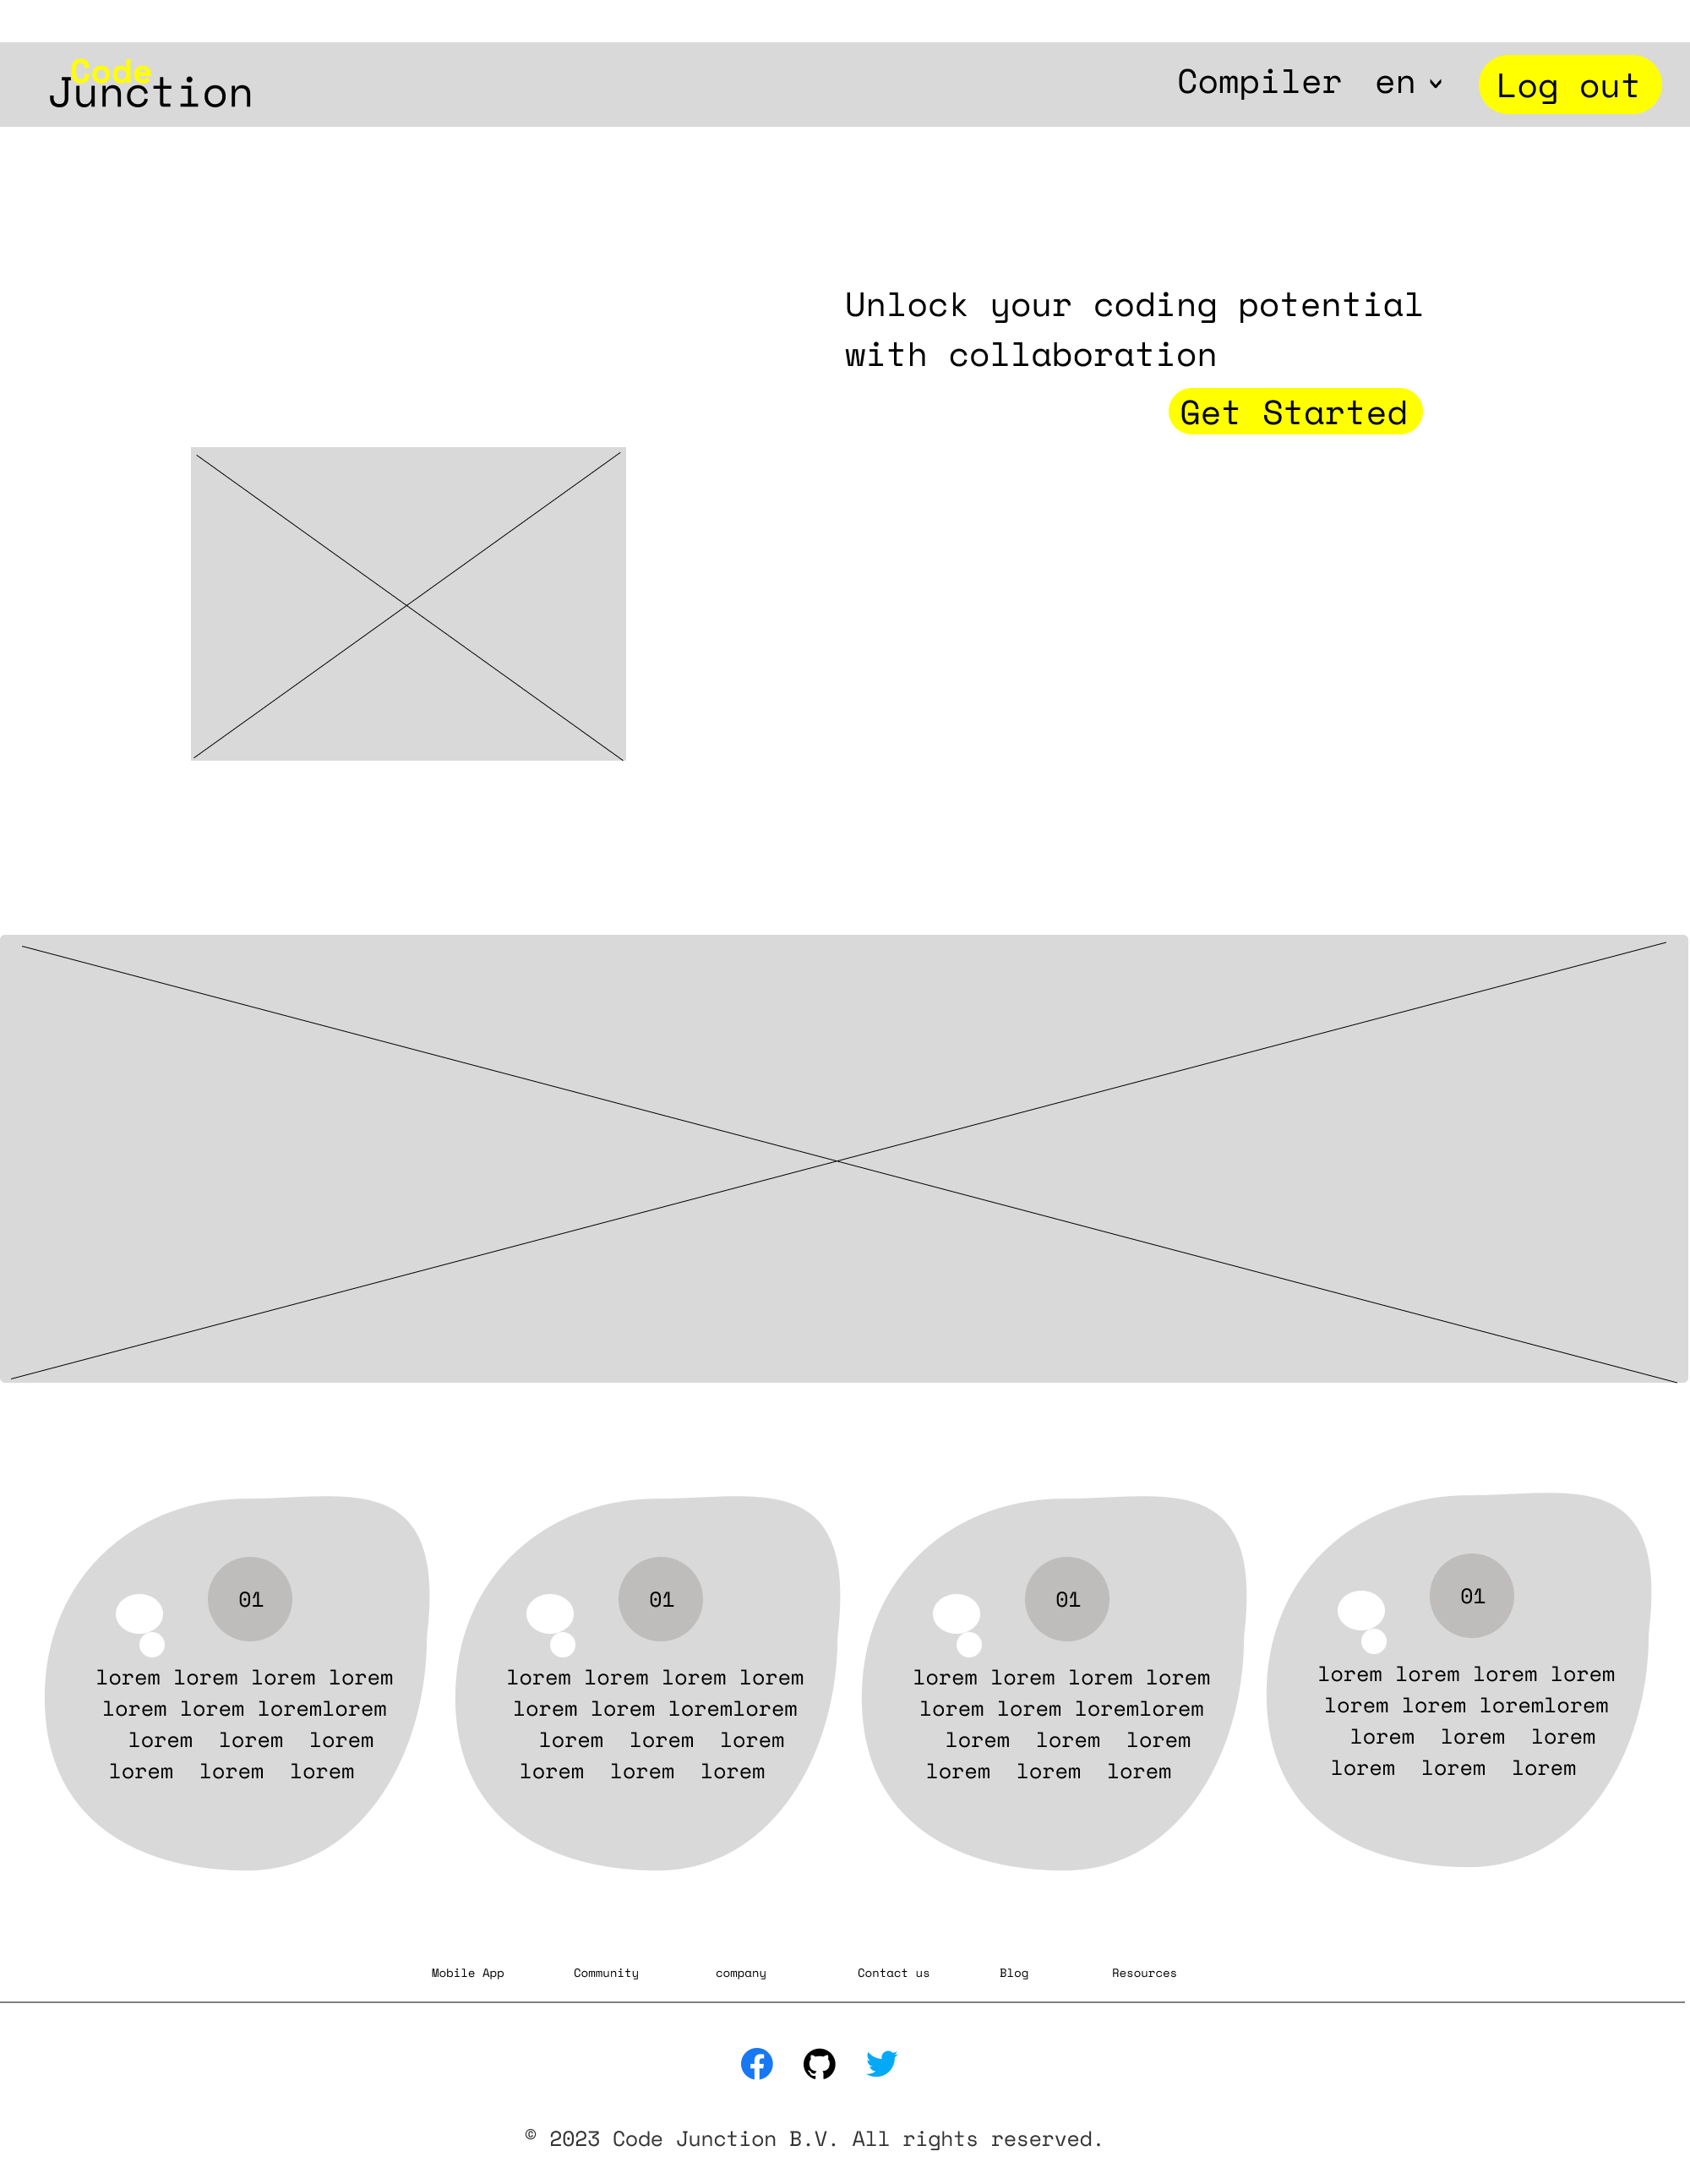 Code
Junction
Compiler en
Log out
Unlock your coding potential
with collaboration
Get Started
01
lorem lorem lorem lorem
lorem lorem loremlorem
lorem lorem lorem
lorem lorem lorem
01
lorem lorem lorem lorem
lorem lorem loremlorem
lorem lorem lorem
lorem lorem lorem
01
lorem lorem lorem lorem
lorem lorem loremlorem
lorem lorem lorem
lorem lorem lorem
01
lorem lorem lorem lorem
lorem lorem loremlorem
lorem lorem lorem
lorem lorem lorem
Mobile App Community company Contact us Blog Resources
© 2023 Code Junction B.V. All rights reserved.